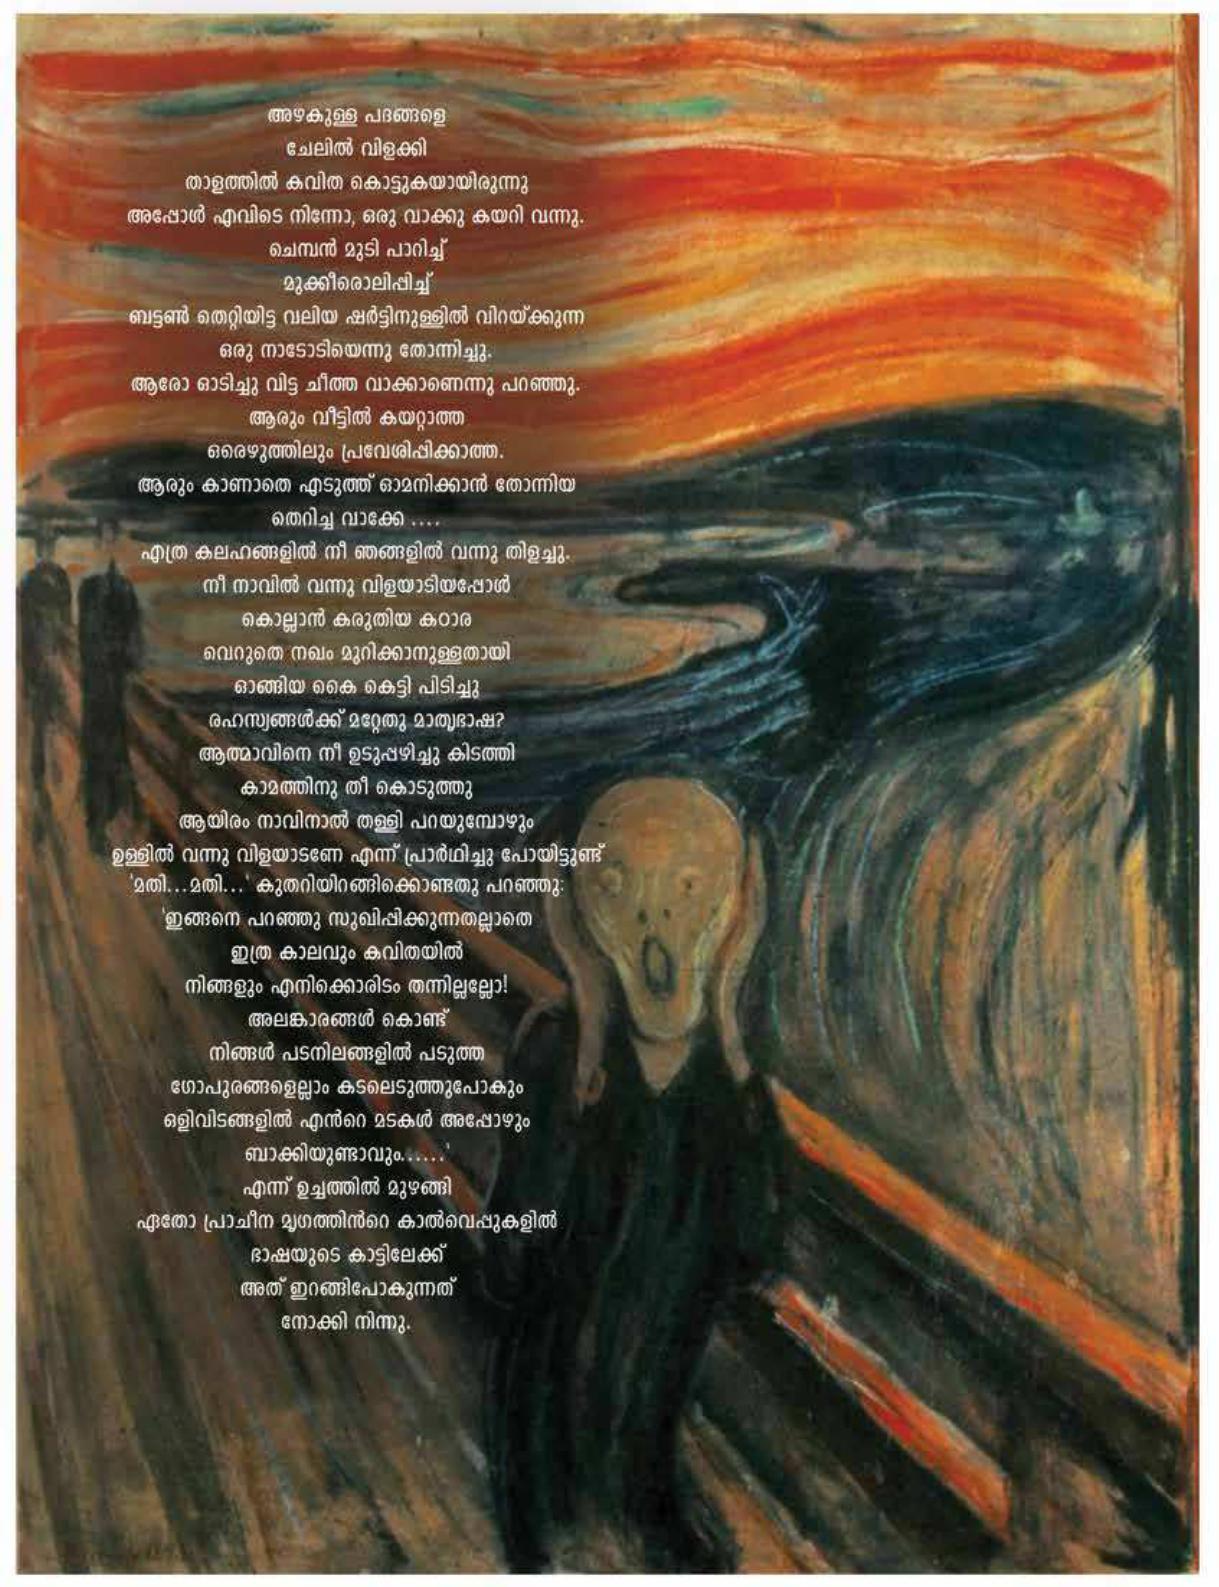 അഴകുള്ള പദങ്ങളെ
ചേലിൽ വിളക്കി
താളത്തിൽ കവിത കൊട്ടുകയായിരുന്നു
അപ്പോൾ എവിടെ നിന്നോ, ഒരു വാക്കു കയറി വന്നു.
ചെമ്പൻ മുടി പാറിച്ച്
മൂക്കീരൊലിപ്പിച്ച്
ബട്ടൺ തെറ്റിയിട്ട വലിയ ഷർട്ടിനുള്ളിൽ വിറയ്ക്കുന്ന
ഒരു നാടോടിയെന്നു തോന്നിച്ചു.
ആരോ ഓടിച്ചു വിട്ട ചീത്ത വാക്കാണെന്നു പറഞ്ഞു.
ആരും വീട്ടിൽ കയറ്റാത്ത
ഒരെഴുത്തിലും പ്രവേശിപ്പിക്കാത്ത.
ആരും കാണാതെ എടുത്ത് ഓമനിക്കാൻ തോന്നിയ
തെറിച്ച വാക്കേ ....
എത്ര കലഹങ്ങളിൽ നീ ഞങ്ങളിൽ വന്നു തിളച്ചു.
നീ നാവിൽ വന്നു വിളയാടിയപ്പോൾ
കൊല്ലാൻ കരുതിയ കഠാര
വെറുതെ നഖം മുറിക്കാനുള്ളതായി
ഓങ്ങിയ കൈ കെട്ടി പിടിച്ചു
രഹസ്യങ്ങൾക്ക് മറ്റേതു മാതൃഭാഷ?
ആത്മാവിനെ നീ ഉടുപ്പഴിച്ചു കിടത്തി
കാമത്തിനു തീ കൊടുത്തു
ആയിരം നാവിനാൽ തള്ളി പറയുമ്പോഴും
ഉള്ളിൽ വന്നു വിളയാടണേ എന്ന് പ്രാർഥിച്ചു പോയിട്ടുണ്ട്
'മതി...മതി...' കുതറിയിറങ്ങിക്കൊണ്ടതു പറഞ്ഞു:
'ഇങ്ങനെ പറഞ്ഞു സുഖിപ്പിക്കുന്നതല്ലാതെ
ഇത്ര കാലവും കവിതയിൽ
നിങ്ങളും എനിക്കൊരിടം തന്നില്ലല്ലോ!
അലങ്കാരങ്ങൾ കൊണ്ട്
നിങ്ങൾ പടനിലങ്ങളിൽ പടുത്ത
ഗോപുരങ്ങളെല്ലാം കടലെടുത്തുപോകും
ഒളിവിടങ്ങളിൽ എൻറെ മടകൾ അപ്പോഴും
ബാക്കിയുണ്ടാവും......'
എന്ന് ഉച്ചത്തിൽ മുഴങ്ങി
ഏതോ പ്രാചീന മൃഗത്തിൻറെ കാൽവെപ്പുകളിൽ
ഭാഷയുടെ കാട്ടിലേക്ക്
അത് ഇറങ്ങിപോകുന്നത്
നോക്കി നിന്നു.